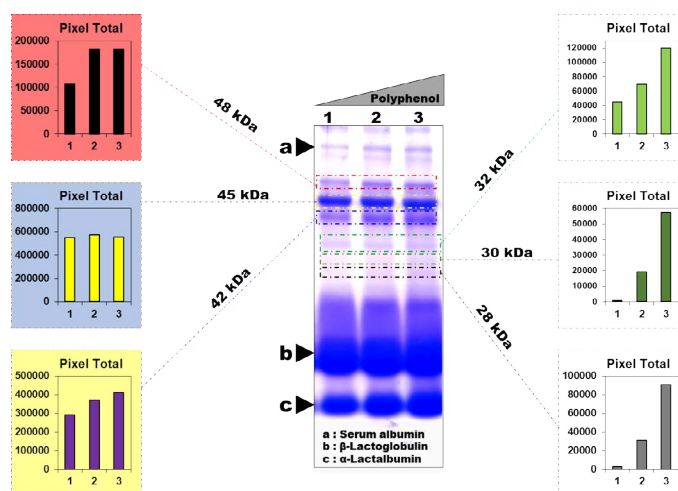 Pixel Total
200000
150000
100000
50000
0
1 2 3
48 kDa
Pixel Total
800000
600000
400000
200000
0
1 2 3
45 kDa
Pixel Total
500000
400000
300000
200000
100000
0
1 2 3
42 kDa
Polyphenol
1 2 3
a
b
c
a : Serum albumin
b : β-Lactoglobulin
c : α-Lactalbumin
Pixel Total
120000
100000
80000
60000
40000
20000
0
1 2 3
32 kDa
Pixel Total
60000
50000
40000
30000
20000
10000
0
1 2 3
30 kDa
Pixel Total
100000
80000
60000
40000
20000
0
1 2 3
28 kDa